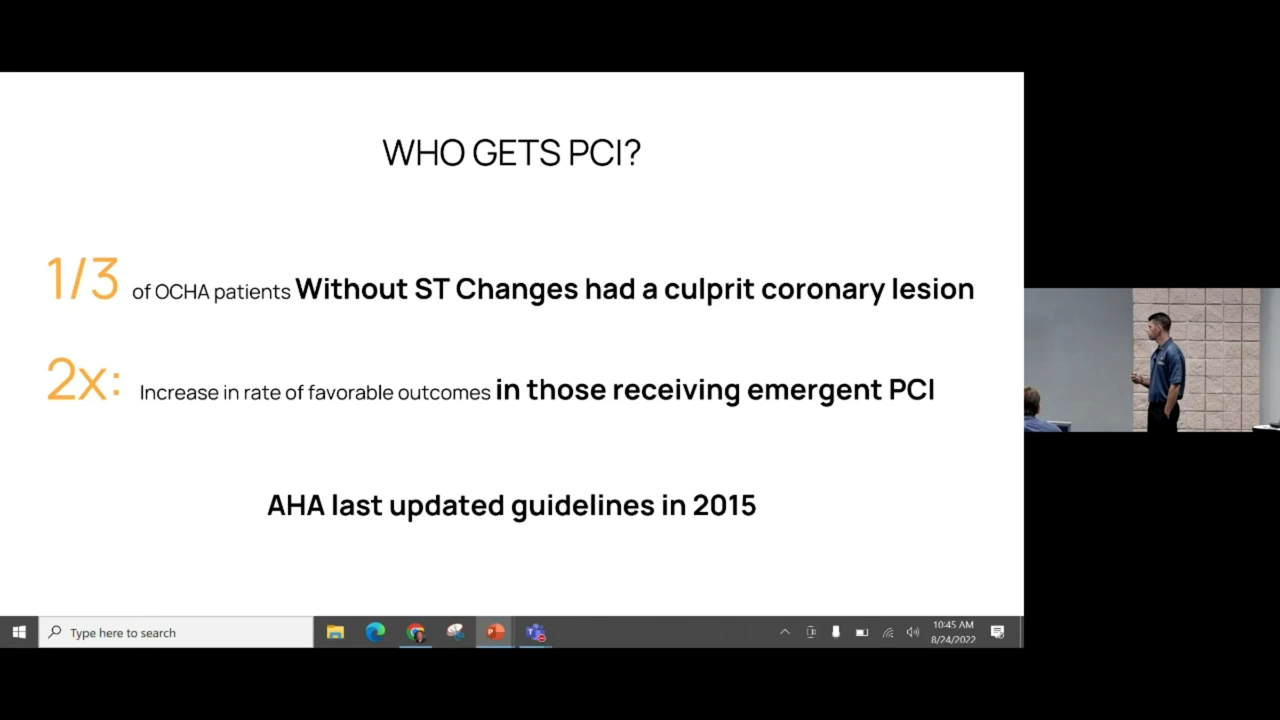 WHO GETS PCI?
1/3 of OCHA patients Without ST Changes had a culprit coronary lesion
2x: Increase in rate of favorable outcomes in those receiving emergent PCI
AHA last updated guidelines in 2015
Type here to search
10:45 AM
8/24/2022